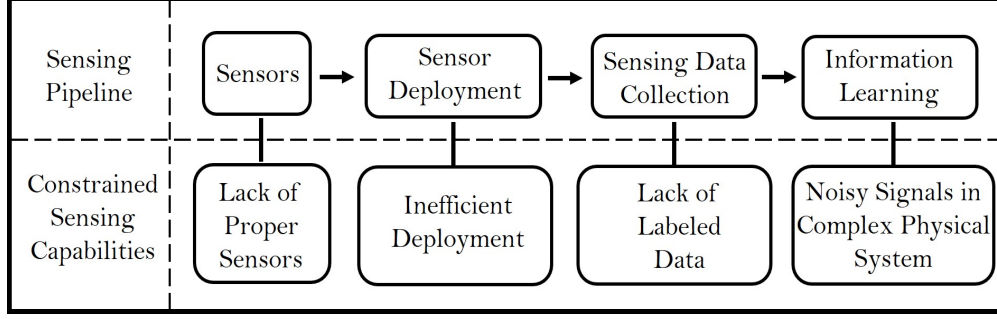 Sensing
Pipeline
Sensors
Sensor
Deployment
Sensing Data
Collection
Information
Learning
Constrained
Sensing
Capabilities
Lack of
Proper
Sensors
Inefficient
Deployment
Lack of
Labeled
Data
Noisy Signals in
Complex Physical
System